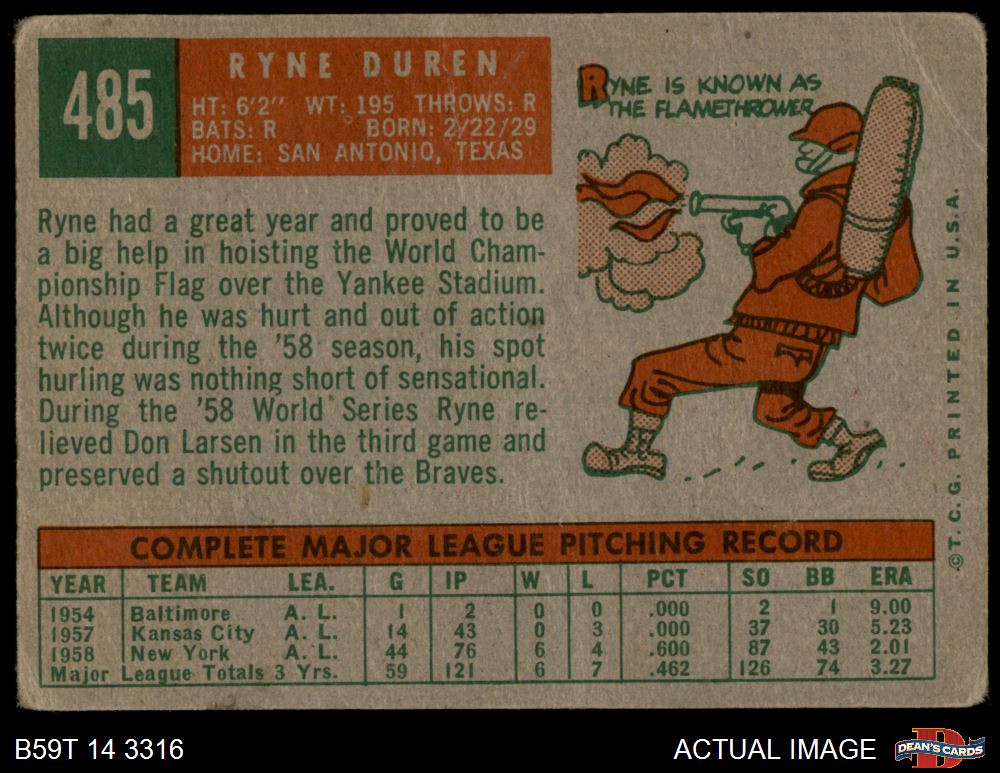 485
RYNE DUREN
HT: 6'2" WT: 195 THROWS: R
BATS: R BORN: 2/22/29
HOME: SAN ANTONIO, TEXAS
RYNE IS KNOWN AS
THE FLAMETHROWER
Ryne had a great year and proved to be
a big help in hoisting the World Cham-
pionship Flag over the Yankee Stadium.
Although he was hurt and out of action
twice during the '58 season, his spot
hurling was nothing short of sensational.
During the '58 World Series Ryne re-
lieved Don Larsen in the third game and
preserved a shutout over the Braves.
©T.C.G. PRINTED IN U.S.A.
COMPLETE MAJOR LEAGUE PITCHING RECORD
YEAR TEAM LEA. G IP W L PCT SO BB ERA
1954 Baltimore A. L. 1 2 0 0 .000 2 1 9.00
1957 Kansas City A. L. 14 43 0 3 .000 37 30 5.23
1958 New York A. L. 44 76 6 4 .600 87 43 2.01
Major League Totals 3 Yrs. 59 121 6 7 .462 126 74 3.27
B59T 14 3316
ACTUAL IMAGE
D
DEAN'S CARDS